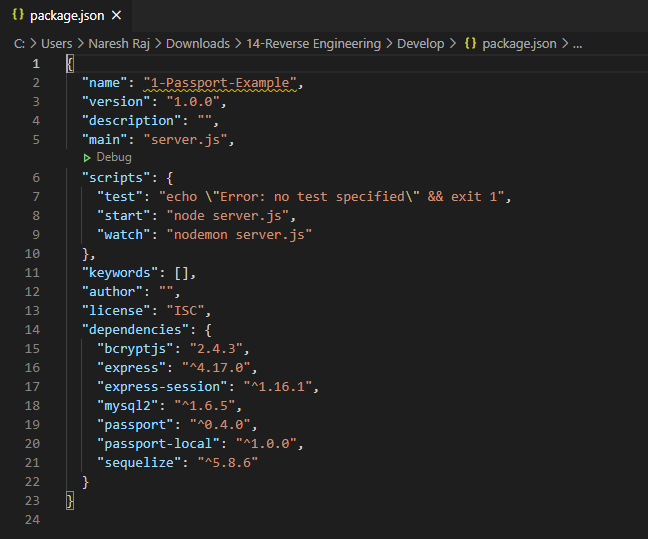 {} package.json ×
C: > Users > Naresh Raj > Downloads > 14-Reverse Engineering > Develop > {} package.json > ...
1 {
2 "name": "1-Passport-Example",
3 "version": "1.0.0",
4 "description": "",
5 "main": "server.js",
Debug
6 "scripts": {
7 "test": "echo \"Error: no test specified\" && exit 1",
8 "start": "node server.js",
9 "watch": "nodemon server.js"
10 },
11 "keywords": [],
12 "author": "",
13 "license": "ISC",
14 "dependencies": {
15 "bcryptjs": "2.4.3",
16 "express": "^4.17.0",
17 "express-session": "^1.16.1",
18 "mysql2": "^1.6.5",
19 "passport": "^0.4.0",
20 "passport-local": "^1.0.0",
21 "sequelize": "^5.8.6"
22 }
23 }
24